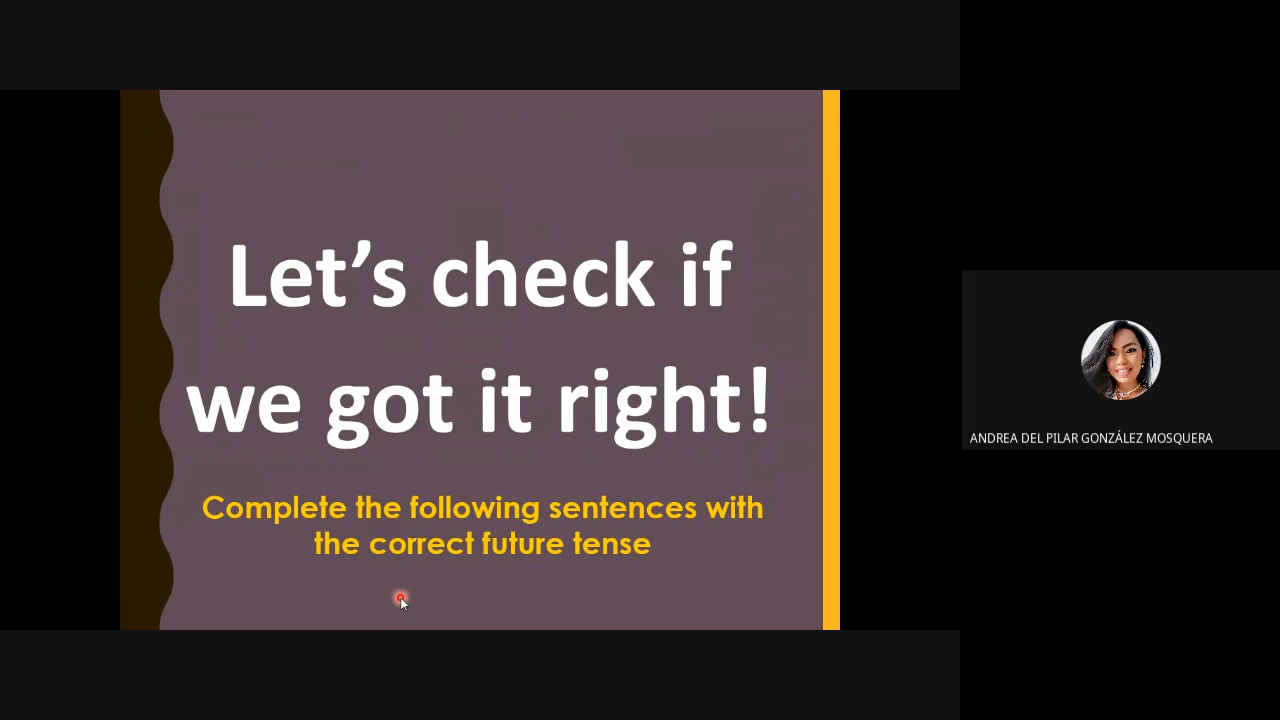 Let’s check if
we got it right!
Complete the following sentences with
the correct future tense
ANDREA DEL PILAR GONZÁLEZ MOSQUERA